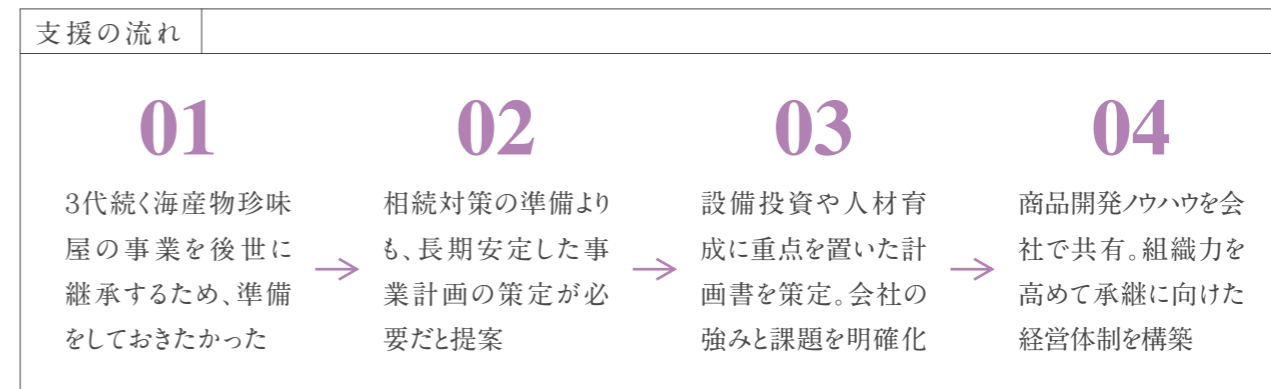 支援の流れ
01
3代続く海産物珍味
屋の事業を後世に
継承するため、準備
をしておきたかった
02
相続対策の準備より
も、長期安定した事
業計画の策定が必
要だと提案
03
設備投資や人材育
成に重点を置いた計
画書を策定。会社の
強みと課題を明確化
04
商品開発ノウハウを会
社で共有。組織力を
高めて承継に向けた
経営体制を構築